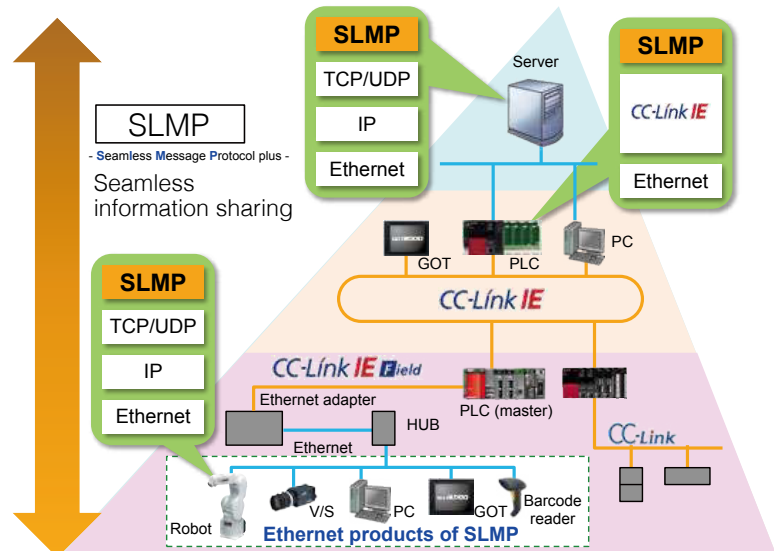 SLMP
TCP/UDP
IP
Ethernet
Server
SLMP
CC-Link IE
Ethernet
SLMP
- Seamless Message Protocol plus -
Seamless
information sharing
GOT
PLC
PC
CC-Link IE
SLMP
TCP/UDP
IP
Ethernet
CC-Link IE Field
Ethernet adapter
PLC (master)
HUB
Ethernet
CC-Link
Robot
V/S
PC
GOT
Barcode
reader
Ethernet products of SLMP